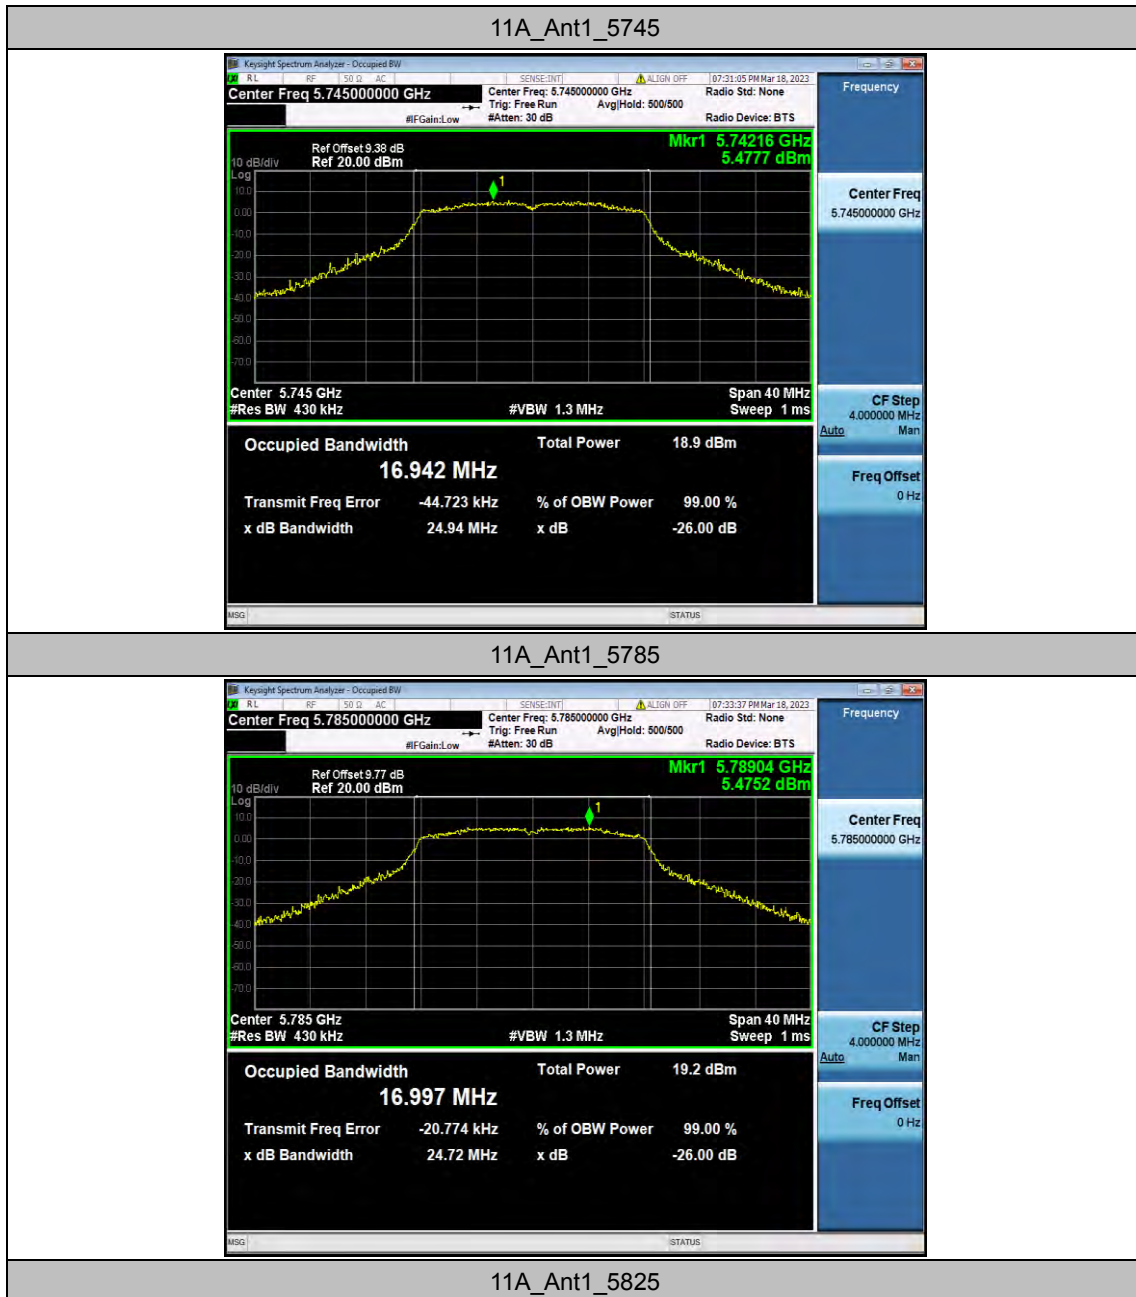 11A_Ant1_5745
Keysight Spectrum Analyzer - Occupied BW
RL RF 50 Ω AC SENSE:INT ALIGN OFF 07:31:05 PM Mar 18, 2023
Center Freq 5.745000000 GHz Center Freq: 5.745000000 GHz Radio Std: None
Trig: Free Run Avg|Hold: 500/500
#IFGain:Low #Atten: 30 dB Radio Device: BTS
Frequency
Mkr1 5.74216 GHz
5.4777 dBm
Ref Offset 9.38 dB
10 dB/div Ref 20.00 dBm
Log
1
10.0
0.00
-10.0
-20.0
-30.0
-40.0
-50.0
-60.0
-70.0
Center Freq
5.745000000 GHz
Center 5.745 GHz Span 40 MHz
#Res BW 430 kHz #VBW 1.3 MHz Sweep 1 ms
CF Step
4.000000 MHz
Auto Man
Occupied Bandwidth Total Power 18.9 dBm
16.942 MHz
Transmit Freq Error -44.723 kHz % of OBW Power 99.00 %
x dB Bandwidth 24.94 MHz x dB -26.00 dB
Freq Offset
0 Hz
MSG STATUS
11A_Ant1_5785
Keysight Spectrum Analyzer - Occupied BW
RL RF 50 Ω AC SENSE:INT ALIGN OFF 07:33:37 PM Mar 18, 2023
Center Freq 5.785000000 GHz Center Freq: 5.785000000 GHz Radio Std: None
Trig: Free Run Avg|Hold: 500/500
#IFGain:Low #Atten: 30 dB Radio Device: BTS
Frequency
Mkr1 5.78904 GHz
5.4752 dBm
Ref Offset 9.77 dB
10 dB/div Ref 20.00 dBm
Log
1
10.0
0.00
-10.0
-20.0
-30.0
-40.0
-50.0
-60.0
-70.0
Center Freq
5.785000000 GHz
Center 5.785 GHz Span 40 MHz
#Res BW 430 kHz #VBW 1.3 MHz Sweep 1 ms
CF Step
4.000000 MHz
Auto Man
Occupied Bandwidth Total Power 19.2 dBm
16.997 MHz
Transmit Freq Error -20.774 kHz % of OBW Power 99.00 %
x dB Bandwidth 24.72 MHz x dB -26.00 dB
Freq Offset
0 Hz
MSG STATUS
11A_Ant1_5825